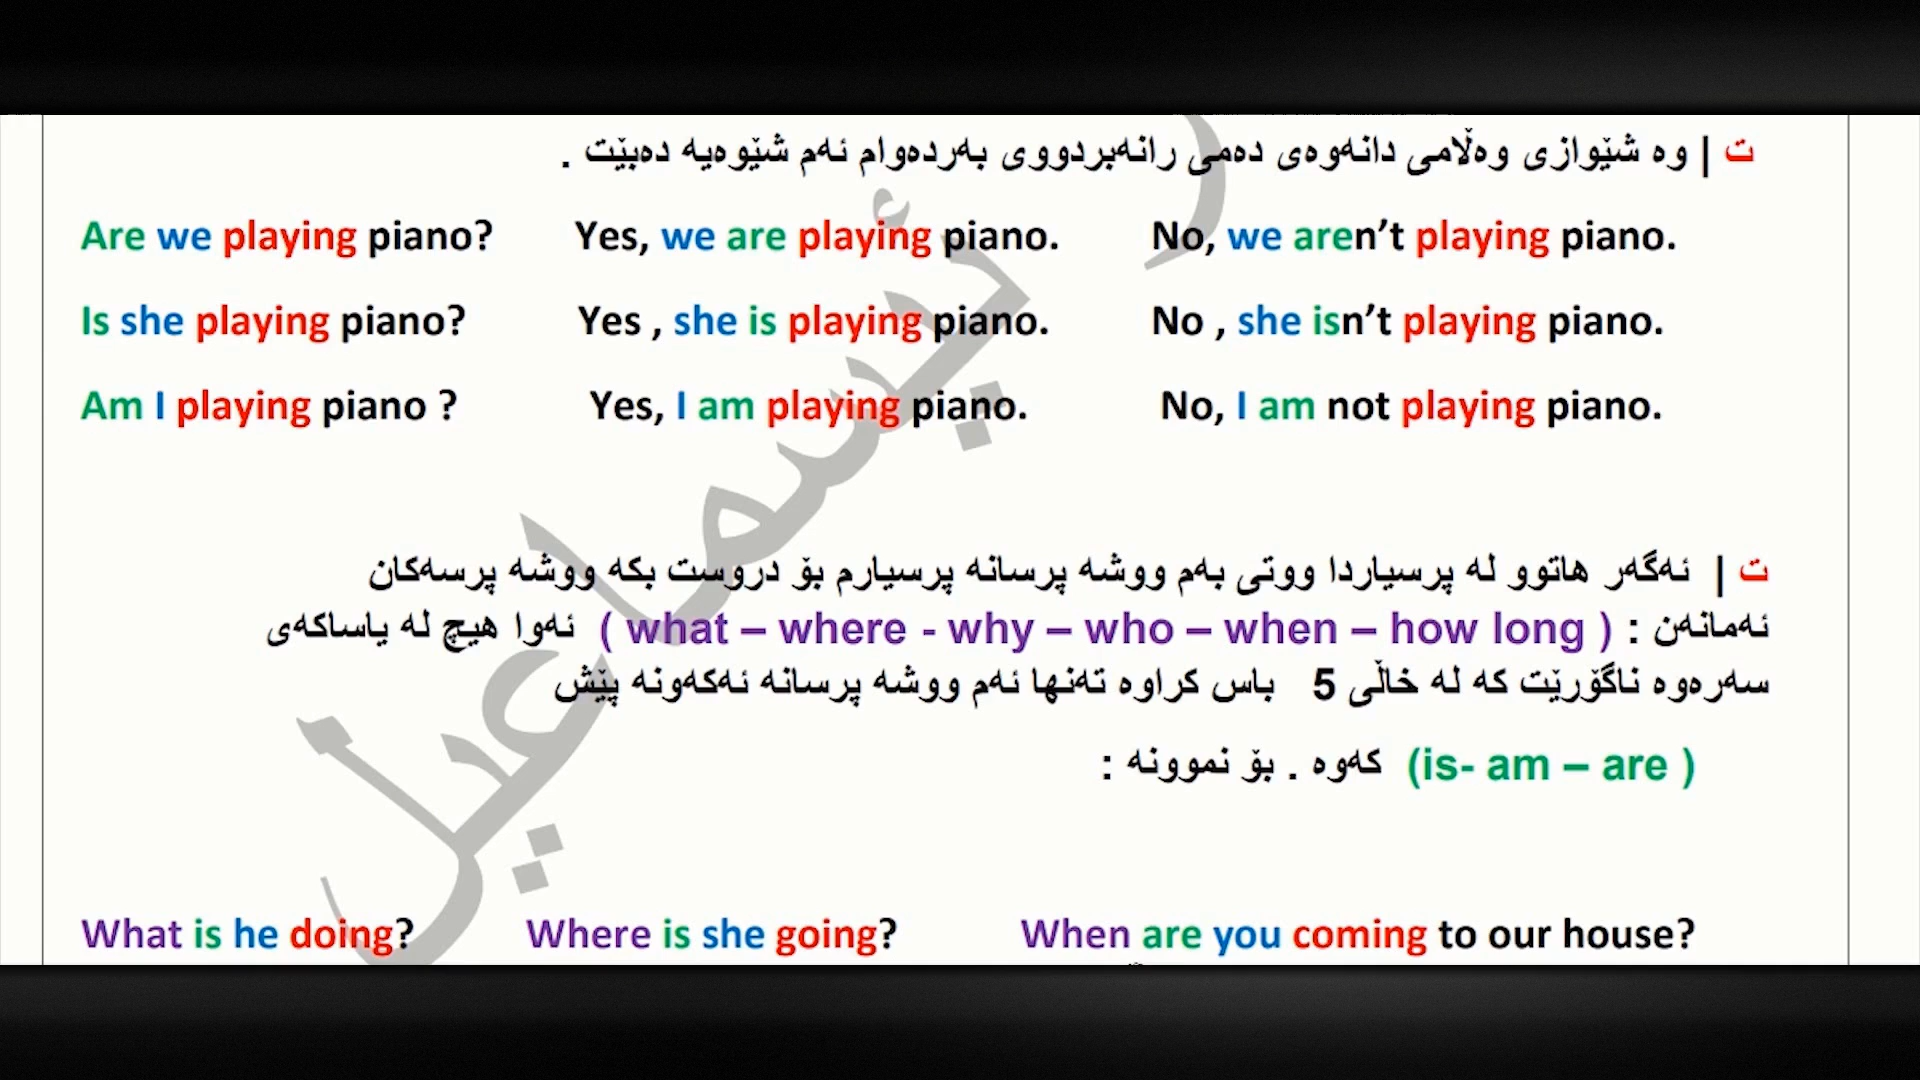 ت | وە شێوازی وەڵامی دانەوەی دەمی رانەبردووی بەردەوام ئەم شێوەیە دەبێت .
Are we playing piano? Yes, we are playing piano. No, we aren’t playing piano.
Is she playing piano? Yes , she is playing piano. No , she isn’t playing piano.
Am I playing piano ? Yes, I am playing piano. No, I am not playing piano.
ت | ئەگەر هاتوو لە پرسیاردا ووتی بەم ووشە پرسانە پرسیارم بۆ دروست بکە ووشە پرسەکان
ئەمانەن : ( what – where - why – who – when – how long ) ئەوا هیچ لە یاساکەی
سەرەوە ناگۆڕێت کە لە خاڵی 5 باس کراوە تەنها ئەم ووشە پرسانە ئەکەونە پێش
(is- am – are ) کەوە . بۆ نموونە :
What is he doing? Where is she going? When are you coming to our house?
ئیسماعیل